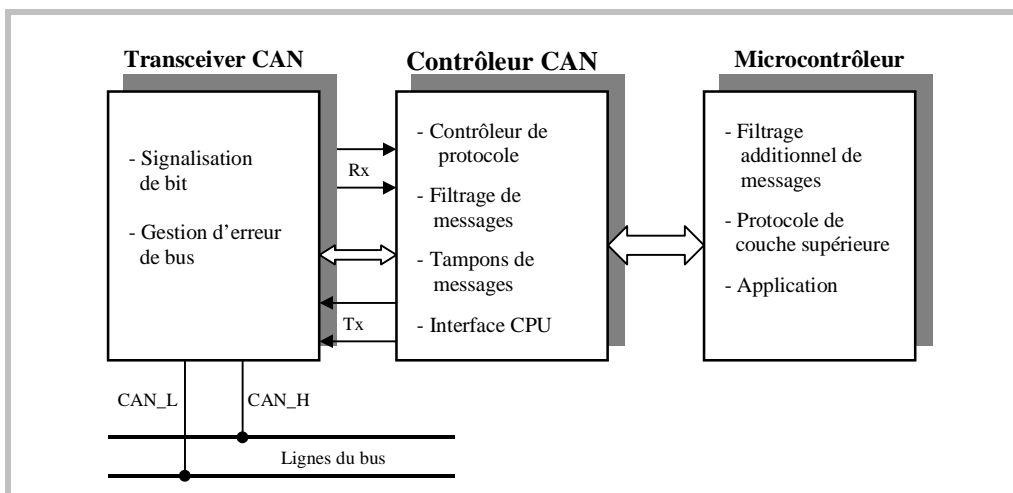 Transceiver CAN
- Signalisation
de bit
- Gestion d'erreur
de bus
Rx
Tx
Contrôleur CAN
- Contrôleur de
protocole
- Filtrage de
messages
- Tampons de
messages
- Interface CPU
Microcontrôleur
- Filtrage
additionnel de
messages
- Protocole de
couche supérieure
- Application
CAN_L
CAN_H
Lignes du bus